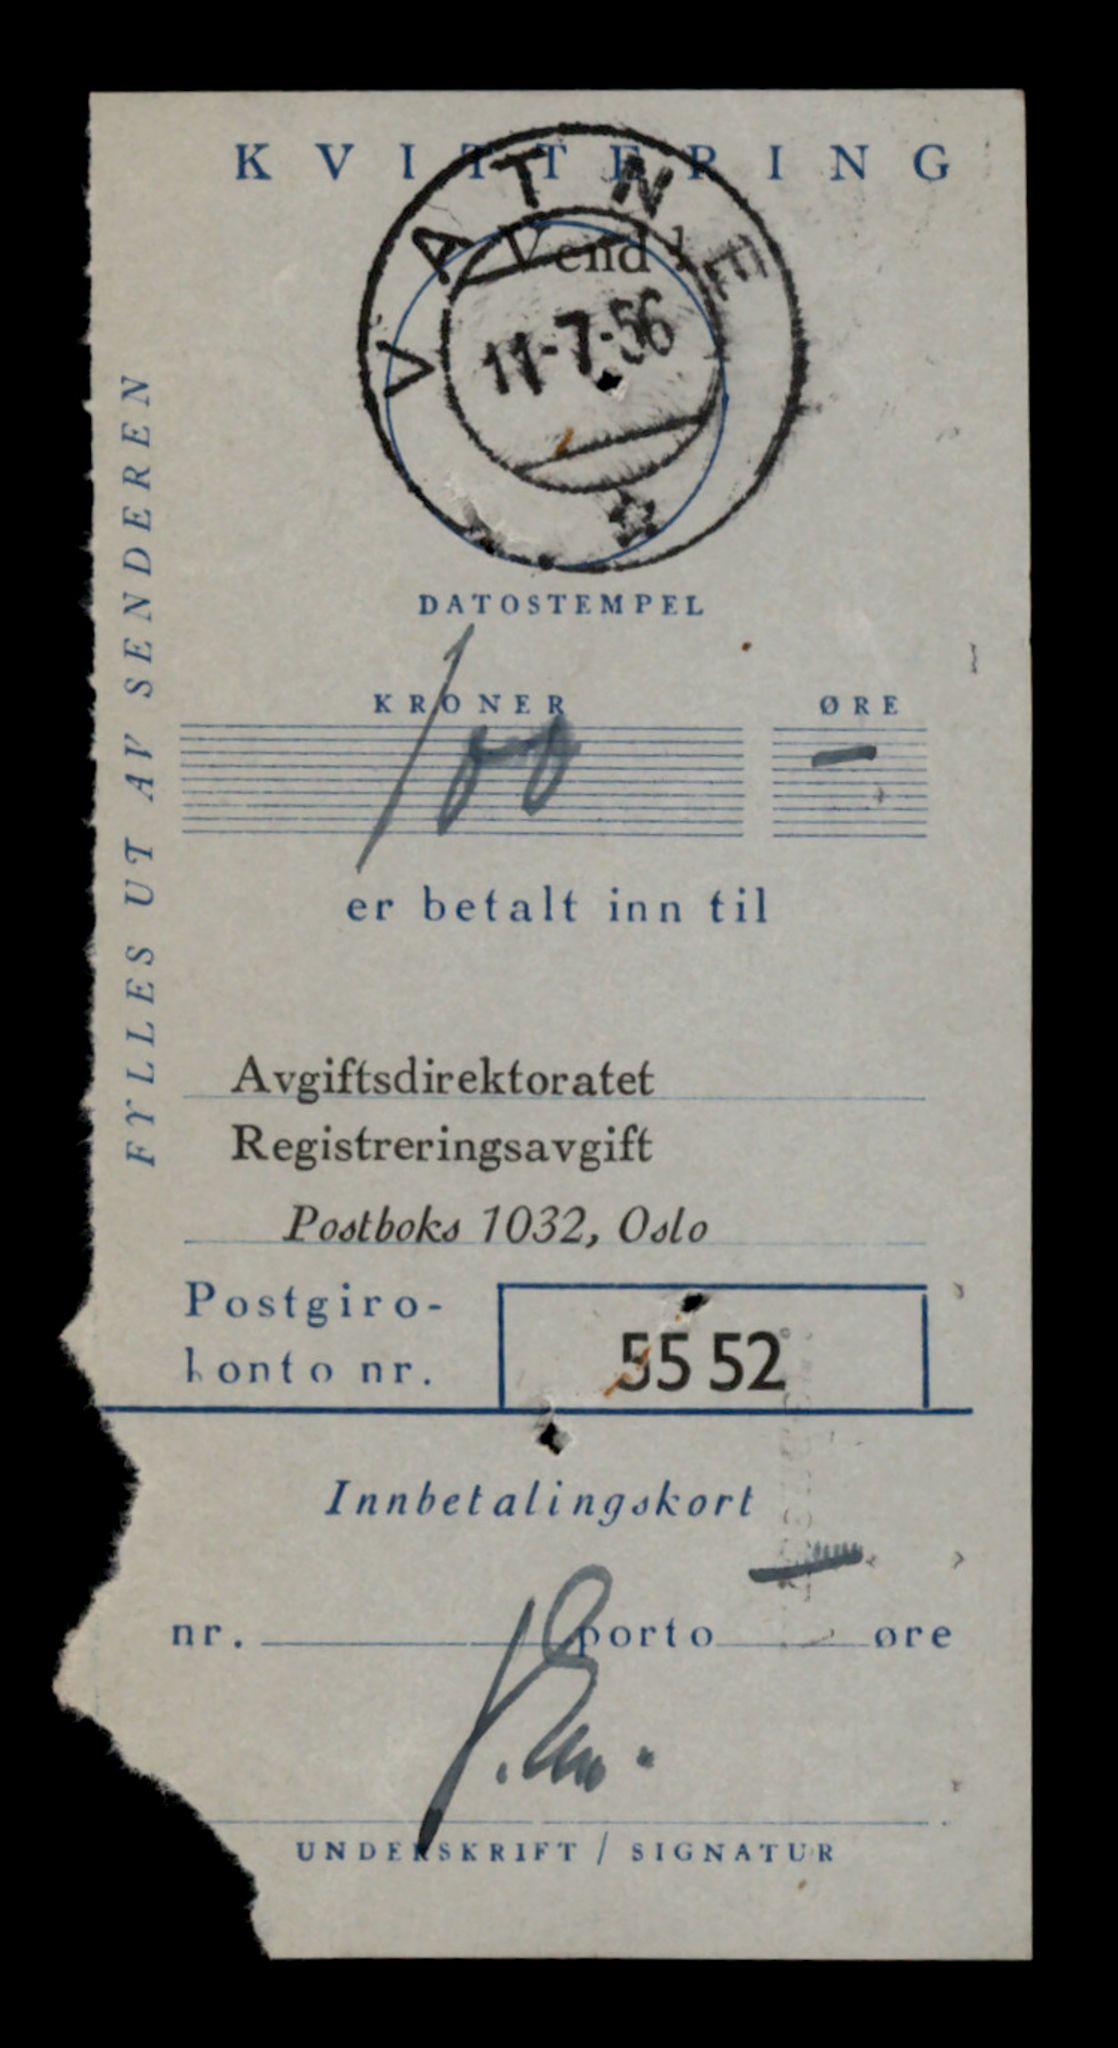 KVITTERING
VATNE
Vend!
11-7-56
DATOSTEMPEL
FYLLES UT AV SENDEREN
KRONER ØRE
100 —
er betalt inn til
Avgiftsdirektoratet
Registreringsavgift
Postboks 1032, Oslo
Postgiro-
konto nr. 55 52
Innbetalingskort
nr. porto — øre
UNDERSKRIFT / SIGNATUR